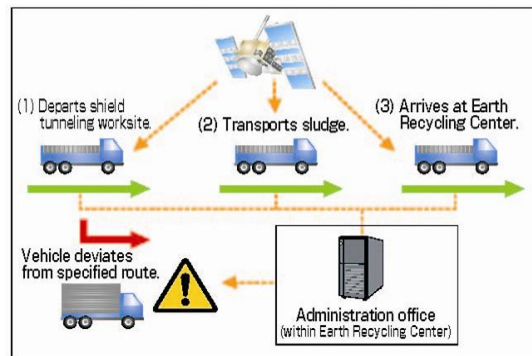 (1) Departs shield
tunneling worksite.
(2) Transports sludge.
(3) Arrives at Earth
Recycling Center.
Vehicle deviates
from specified route.
Administration office
(within Earth Recycling Center)